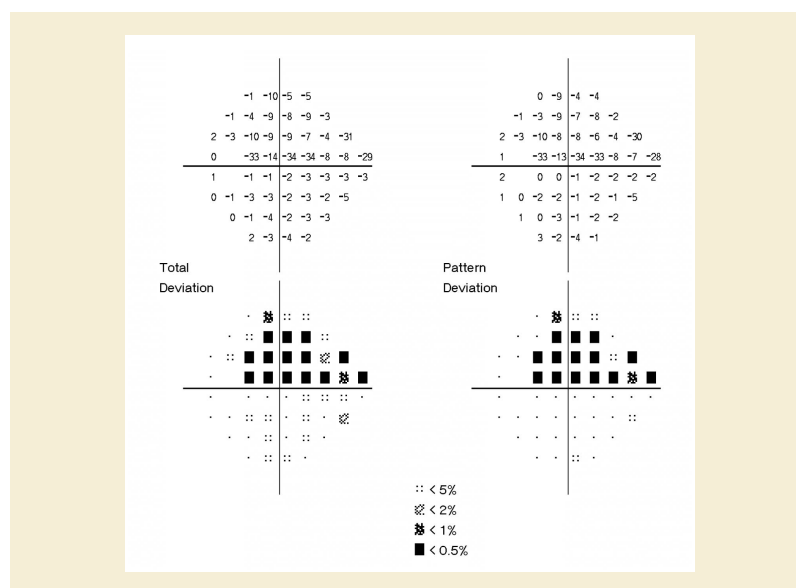 -1 -10 -5 -5
-1 -4 -9 -8 -9 -3
2 -3 -10 -9 -9 -7 -4 -31
0 -33 -14 -34 -34 -8 -8 -29
1 -1 -1 -2 -3 -3 -3 -3
0 -1 -3 -3 -2 -3 -2 -5
0 -1 -4 -2 -3 -3
2 -3 -4 -2
Total
Deviation
0 -9 -4 -4
-1 -3 -9 -7 -8 -2
2 -3 -10 -8 -8 -6 -4 -30
1 -33 -13 -34 -33 -8 -7 -28
2 0 0 -1 -2 -2 -2 -2
1 0 -2 -2 -1 -2 -1 -5
1 0 -3 -1 -2 -2
3 -2 -4 -1
Pattern
Deviation
< 5%
< 2%
< 1%
< 0.5%